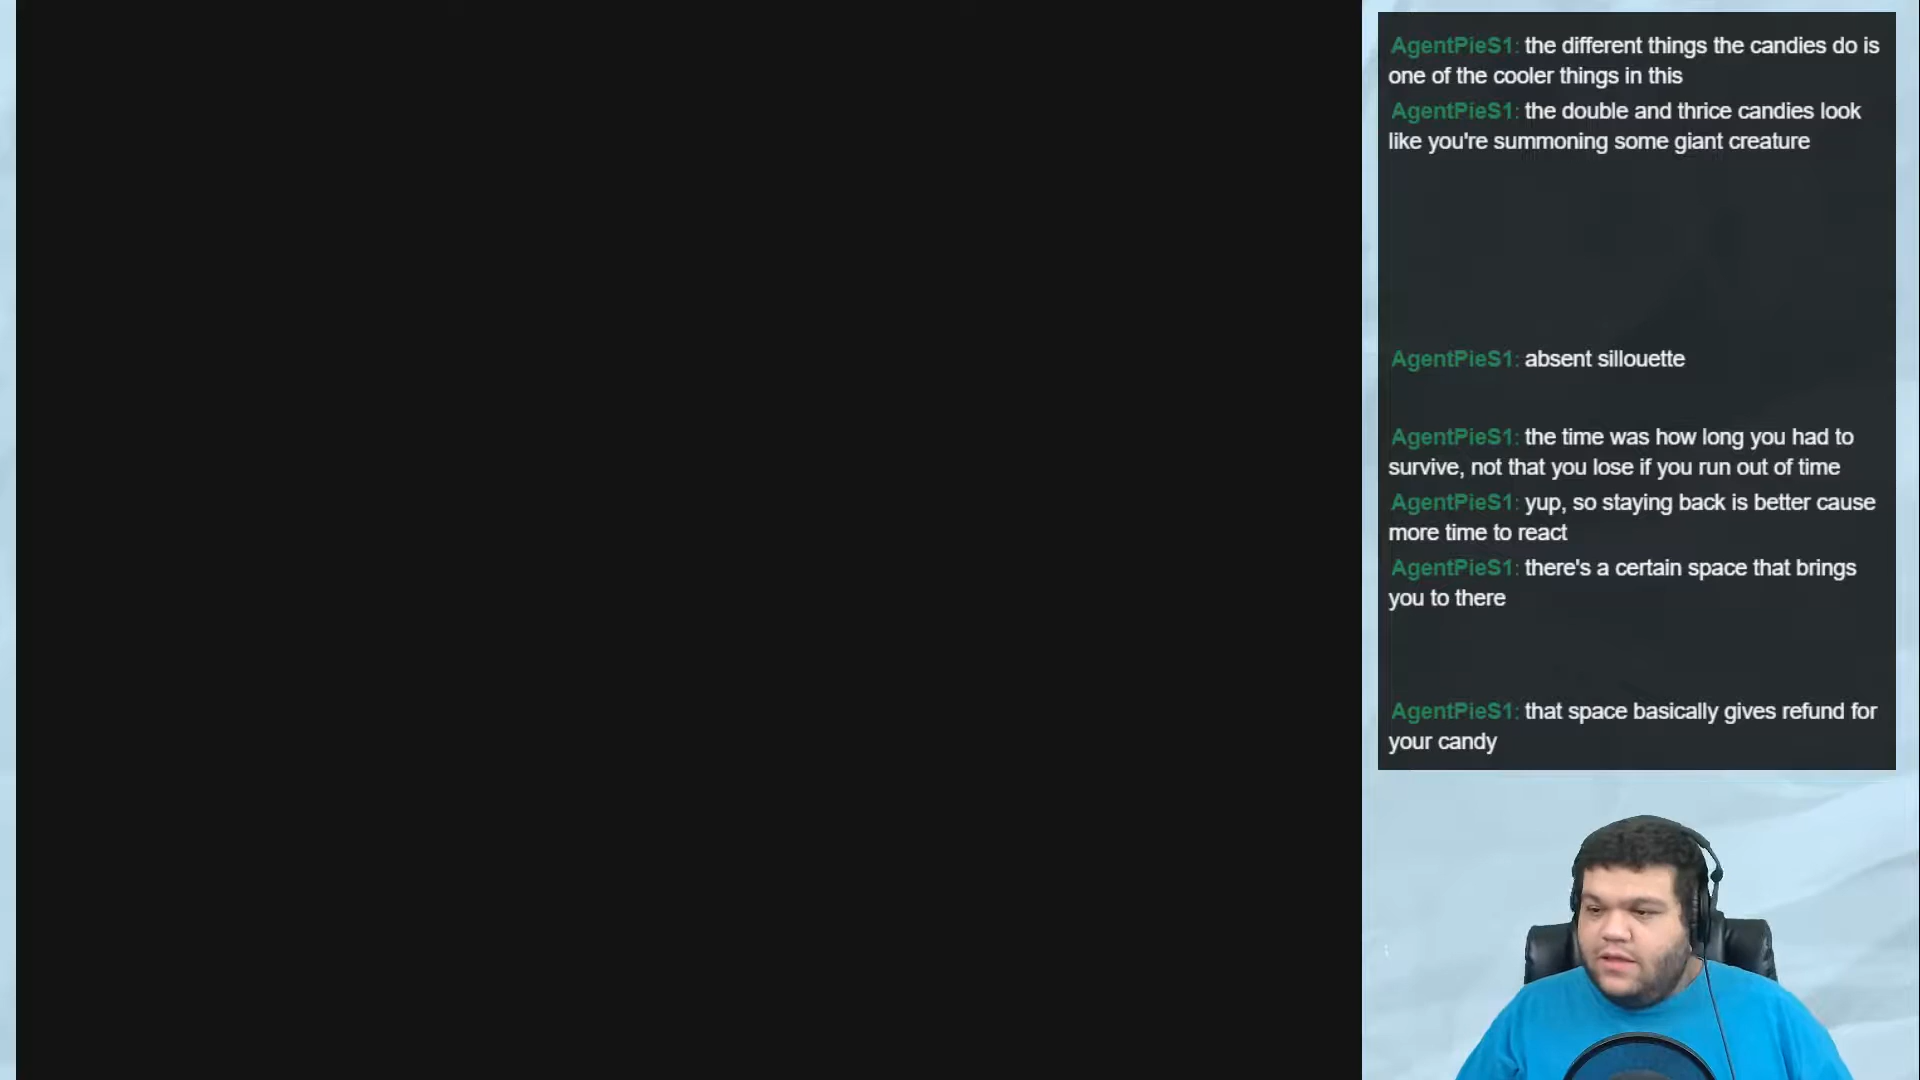 AgentPieS1: the different things the candies do is
one of the cooler things in this
AgentPieS1: the double and thrice candies look
like you're summoning some giant creature
AgentPieS1: absent sillouette
AgentPieS1: the time was how long you had to
survive, not that you lose if you run out of time
AgentPieS1: yup, so staying back is better cause
more time to react
AgentPieS1: there's a certain space that brings
you to there
AgentPieS1: that space basically gives refund for
your candy